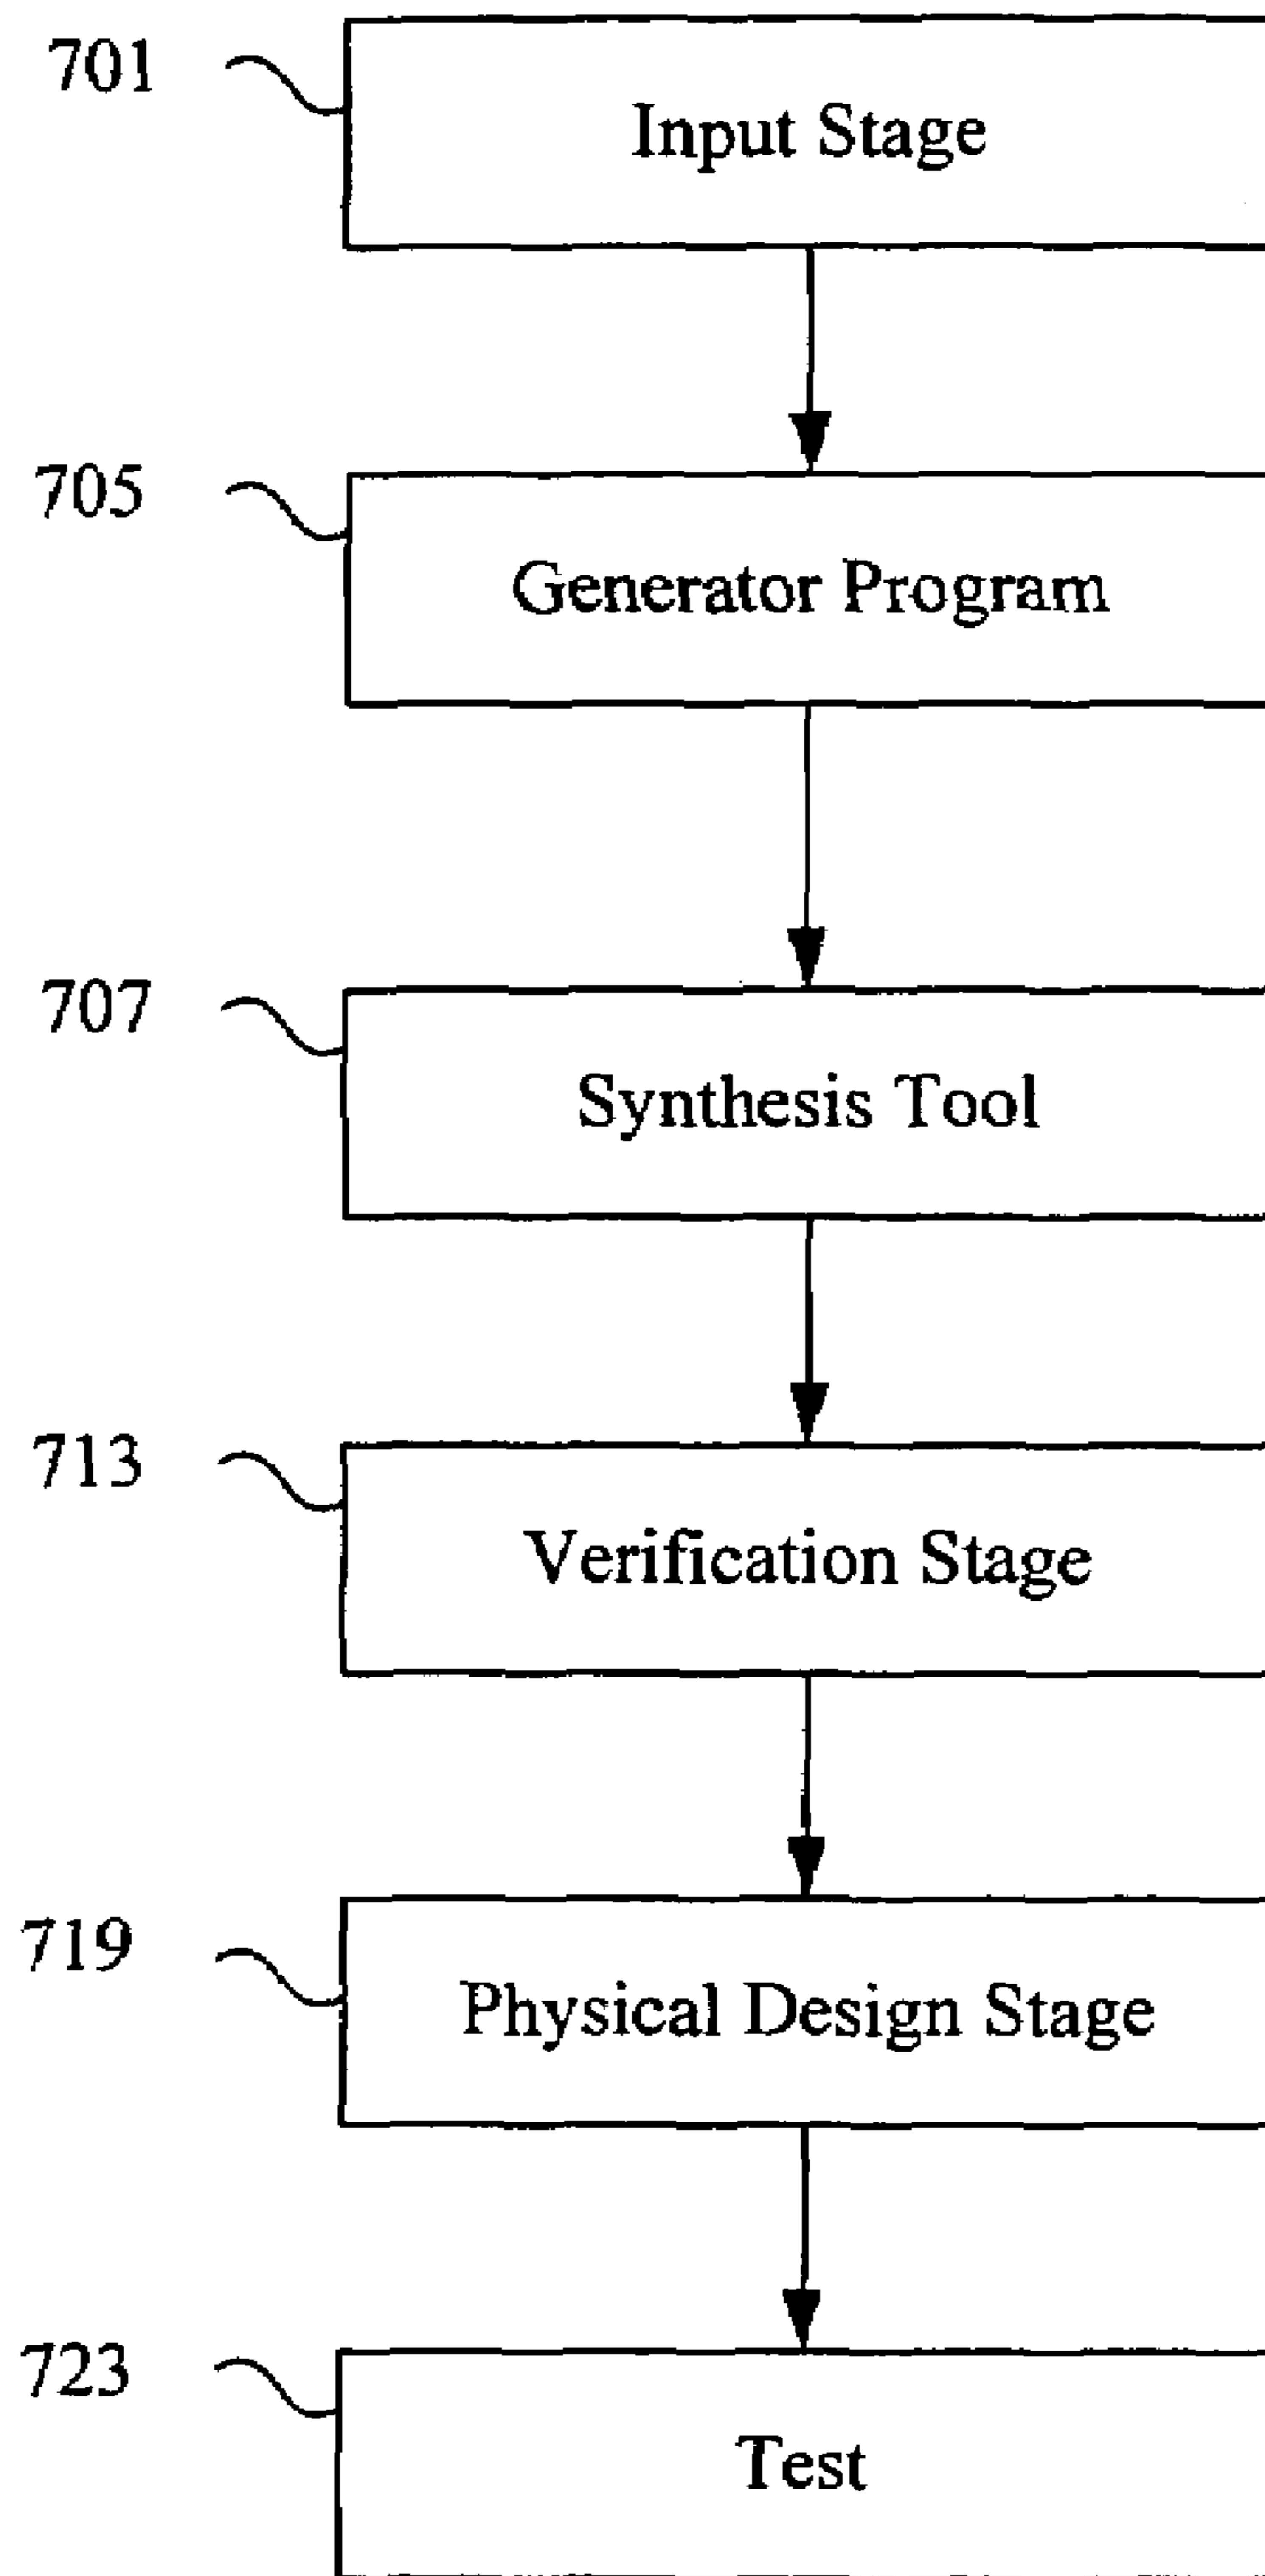 701
Input Stage
705
Generator Program
707
Synthesis Tool
713
Verification Stage
719
Physical Design Stage
723
Test